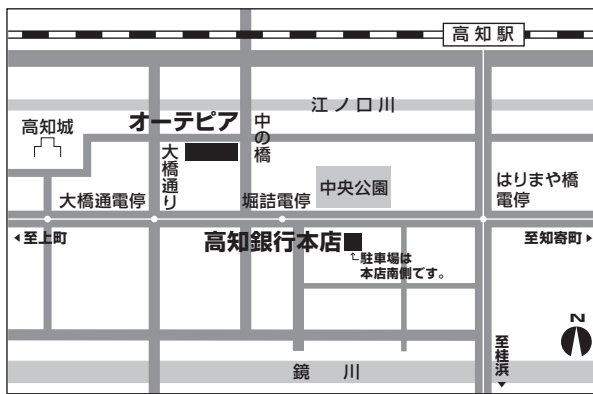 高知駅
江ノ口川
高知城
オーテピア
中の橋
大橋通り
中央公園
はりまや橋
電停
大橋通電停
堀詰電停
◀至上町
高知銀行本店
至知寄町▶
駐車場は
本店南側です。
N
至桂浜▼
鏡川